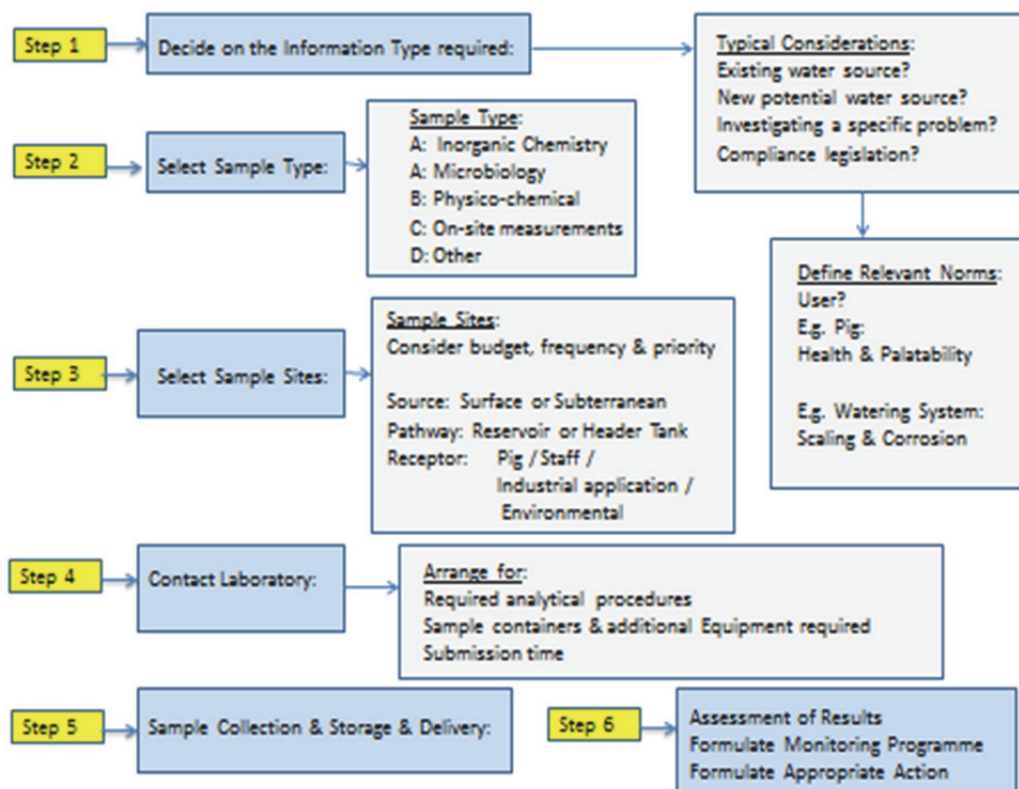 Step 1
Decide on the Information Type required:
Typical Considerations:
Existing water source?
New potential water source?
Investigating a specific problem?
Compliance legislation?
Define Relevant Norms:
User?
E.g. Pig:
Health & Palatability
E.g. Watering System:
Scaling & Corrosion
Step 2
Select Sample Type:
Sample Type:
A: Inorganic Chemistry
A: Microbiology
B: Physico-chemical
C: On-site measurements
D: Other
Step 3
Select Sample Sites:
Sample Sites:
Consider budget, frequency & priority
Source: Surface or Subterranean
Pathway: Reservoir or Header Tank
Receptor: Pig / Staff /
Industrial application /
Environmental
Step 4
Contact Laboratory:
Arrange for:
Required analytical procedures
Sample containers & additional Equipment required
Submission time
Step 5
Sample Collection & Storage & Delivery:
Step 6
Assessment of Results
Formulate Monitoring Programme
Formulate Appropriate Action